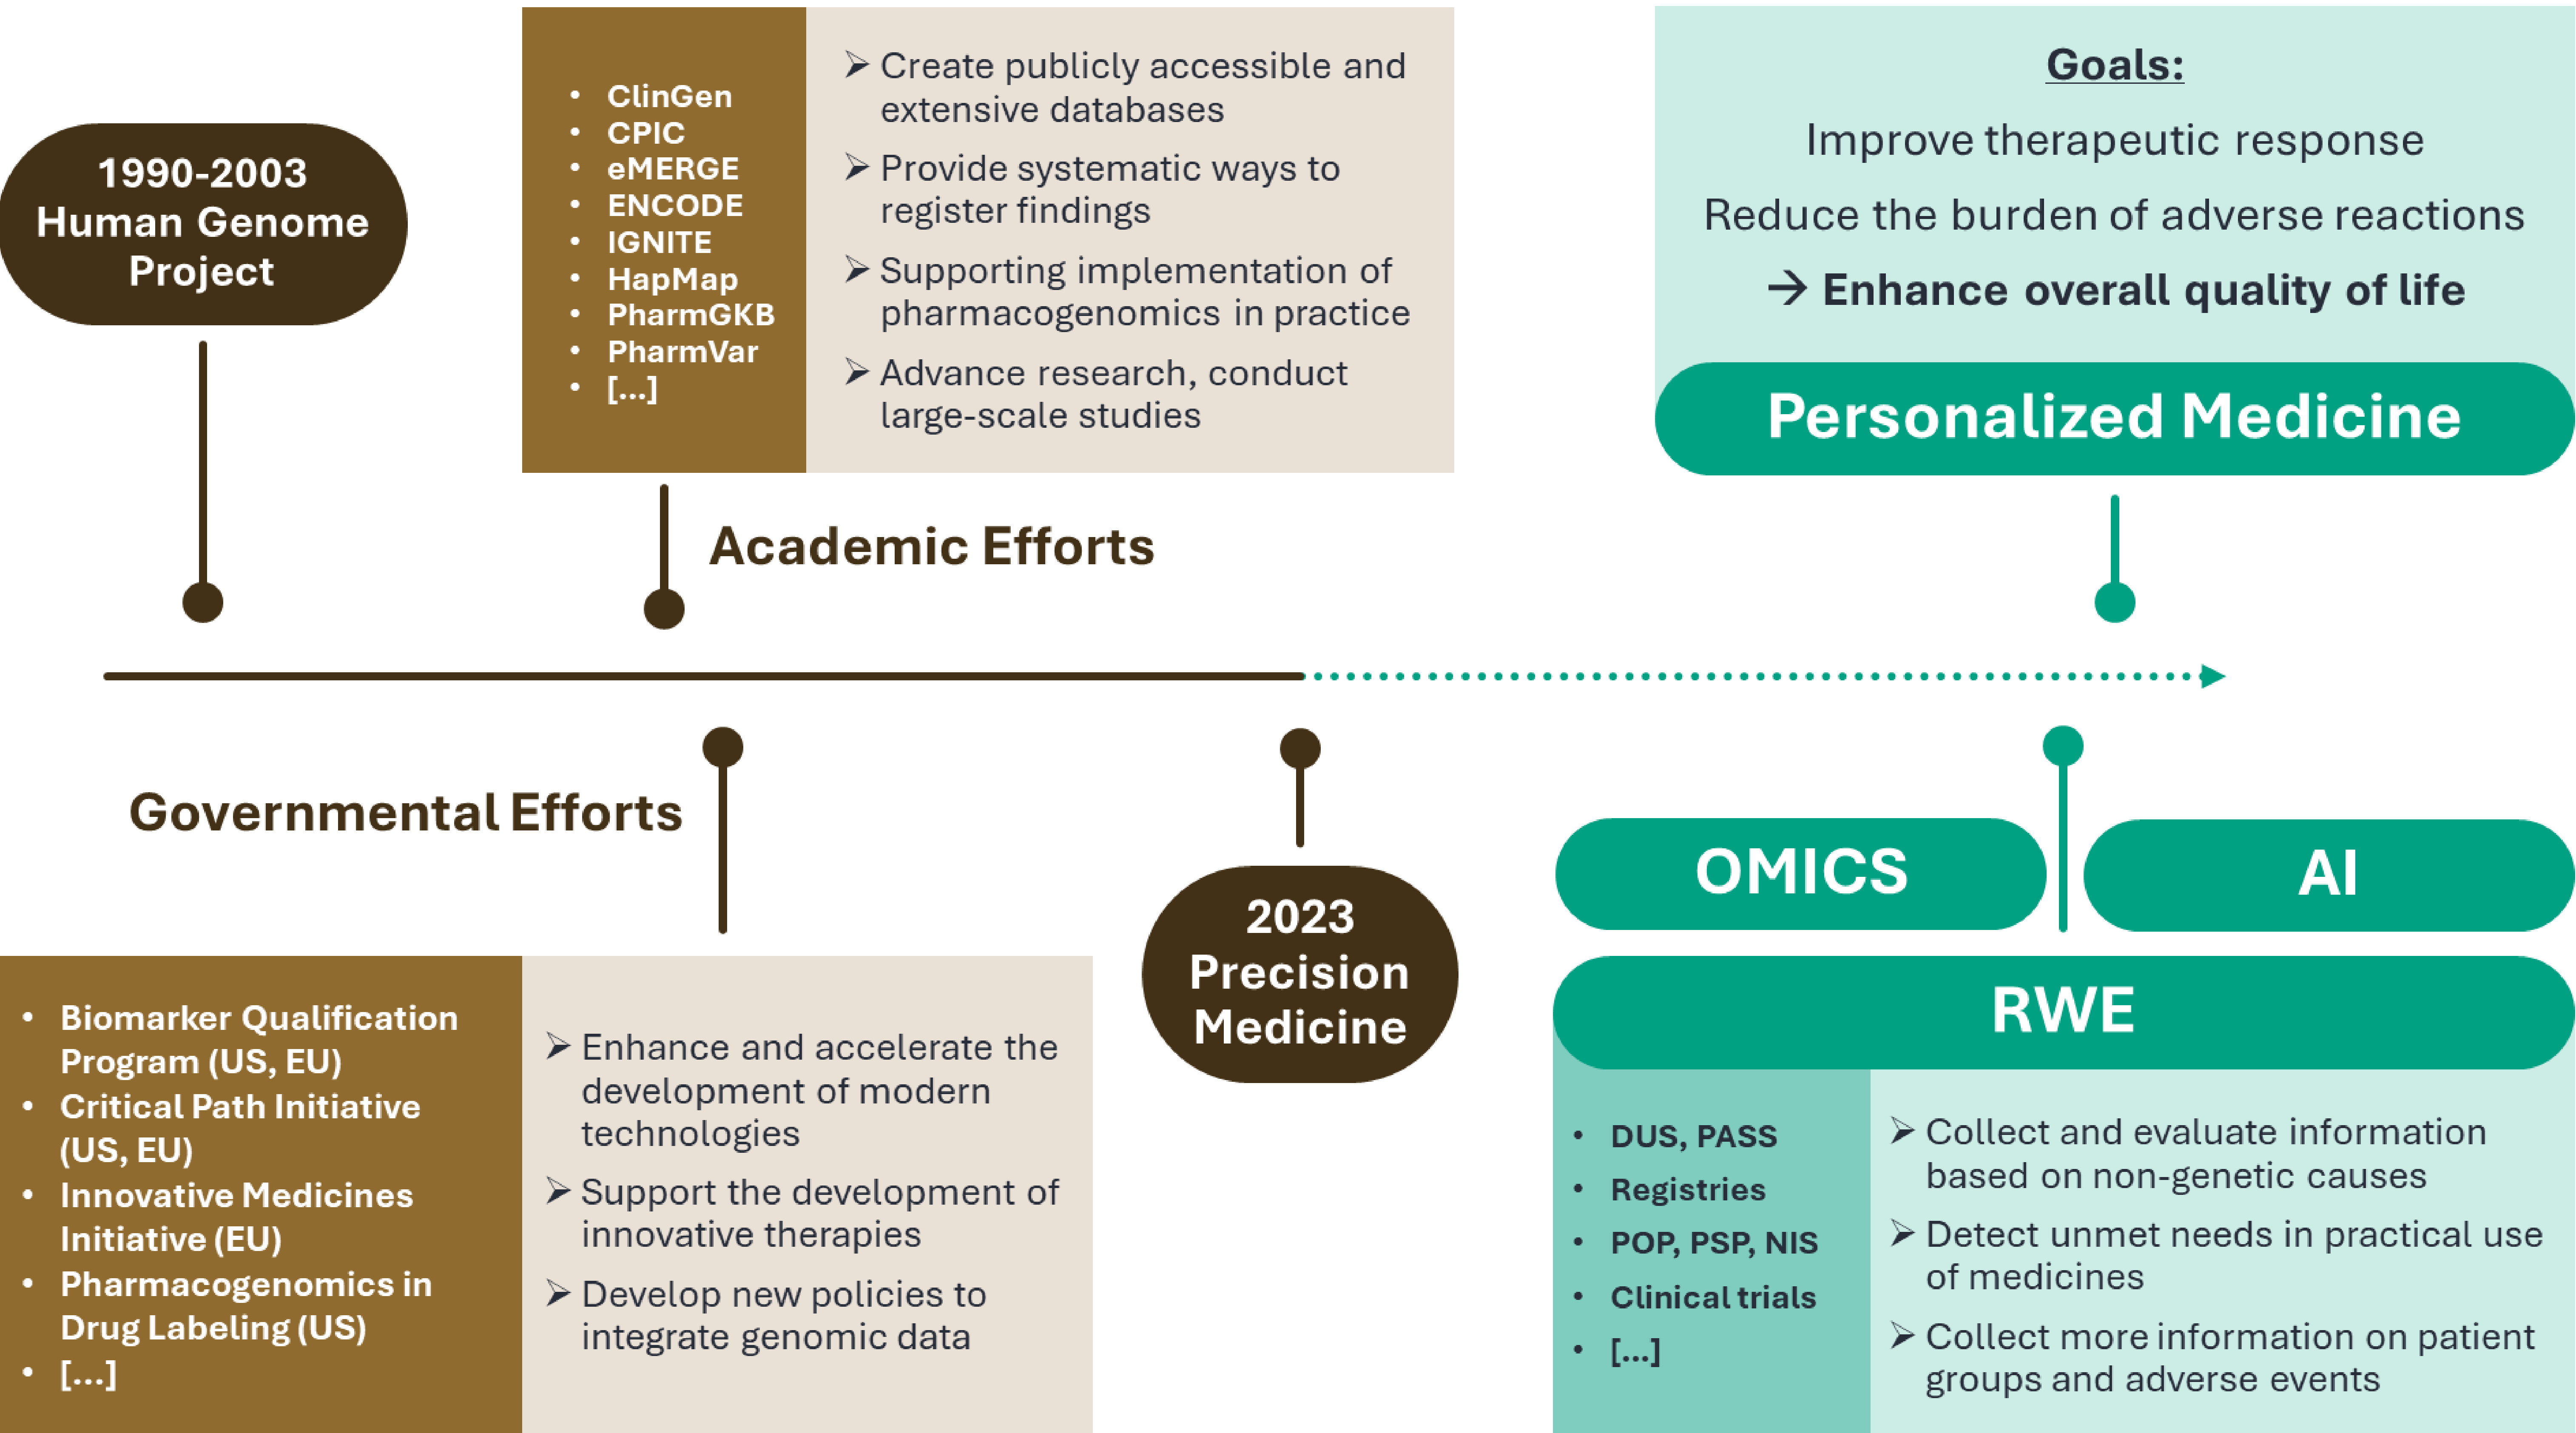 1990-2003
Human Genome
Project
• ClinGen
• CPIC
• eMERGE
• ENCODE
• IGNITE
• HapMap
• PharmGKB
• PharmVar
• [...]
➢ Create publicly accessible and
extensive databases
➢ Provide systematic ways to
register findings
➢ Supporting implementation of
pharmacogenomics in practice
➢ Advance research, conduct
large-scale studies
Academic Efforts
Goals:
Improve therapeutic response
Reduce the burden of adverse reactions
→ Enhance overall quality of life
Personalized Medicine
Governmental Efforts
• Biomarker Qualification
Program (US, EU)
• Critical Path Initiative
(US, EU)
• Innovative Medicines
Initiative (EU)
• Pharmacogenomics in
Drug Labeling (US)
• [...]
➢ Enhance and accelerate the
development of modern
technologies
➢ Support the development of
innovative therapies
➢ Develop new policies to
integrate genomic data
2023
Precision
Medicine
OMICS
AI
RWE
• DUS, PASS
• Registries
• POP, PSP, NIS
• Clinical trials
• [...]
➢ Collect and evaluate information
based on non-genetic causes
➢ Detect unmet needs in practical use
of medicines
➢ Collect more information on patient
groups and adverse events